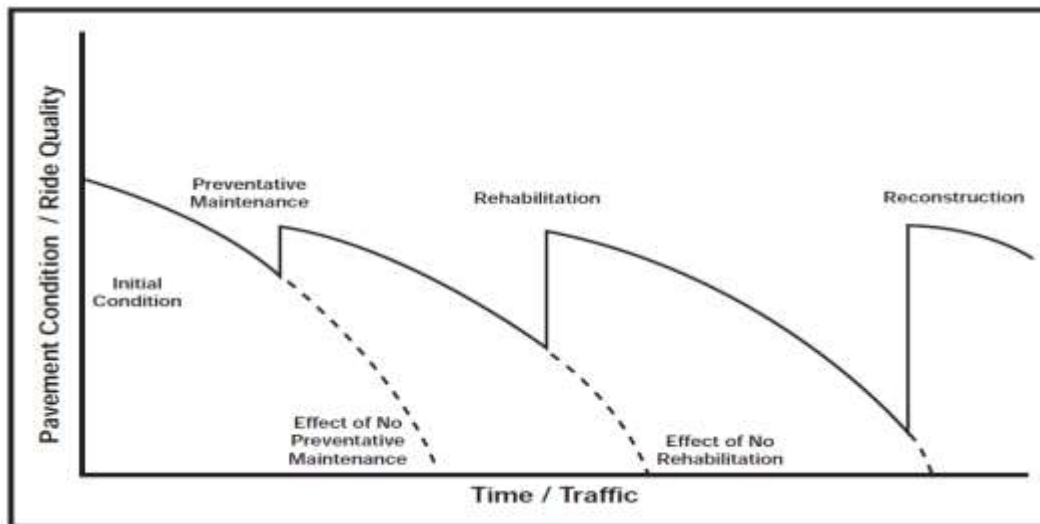 Pavement Condition / Ride Quality
Preventative
Maintenance
Rehabilitation
Reconstruction
Initial
Condition
Effect of No
Preventative
Maintenance
Effect of No
Rehabilitation
Time / Traffic